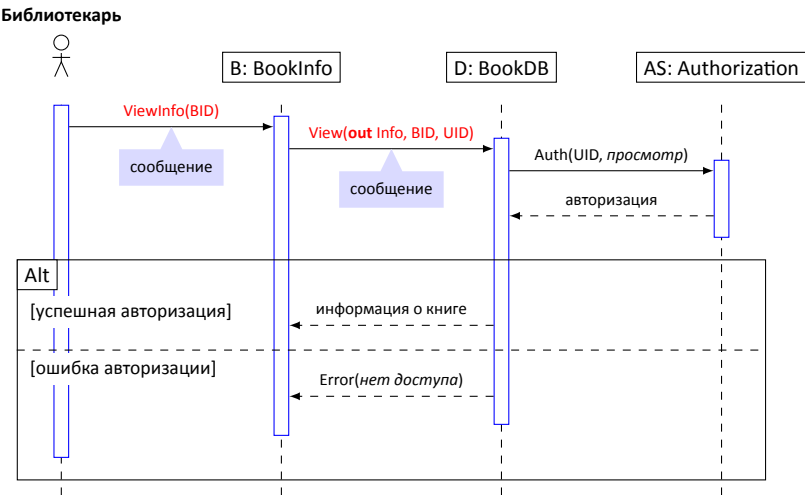 Библиотекарь
B: BookInfo
D: BookDB
AS: Authorization
ViewInfo(BID)
сообщение
View(out Info, BID, UID)
сообщение
Auth(UID, просмотр)
авторизация
Alt
[успешная авторизация]
информация о книге
[ошибка авторизации]
Error(нет доступа)